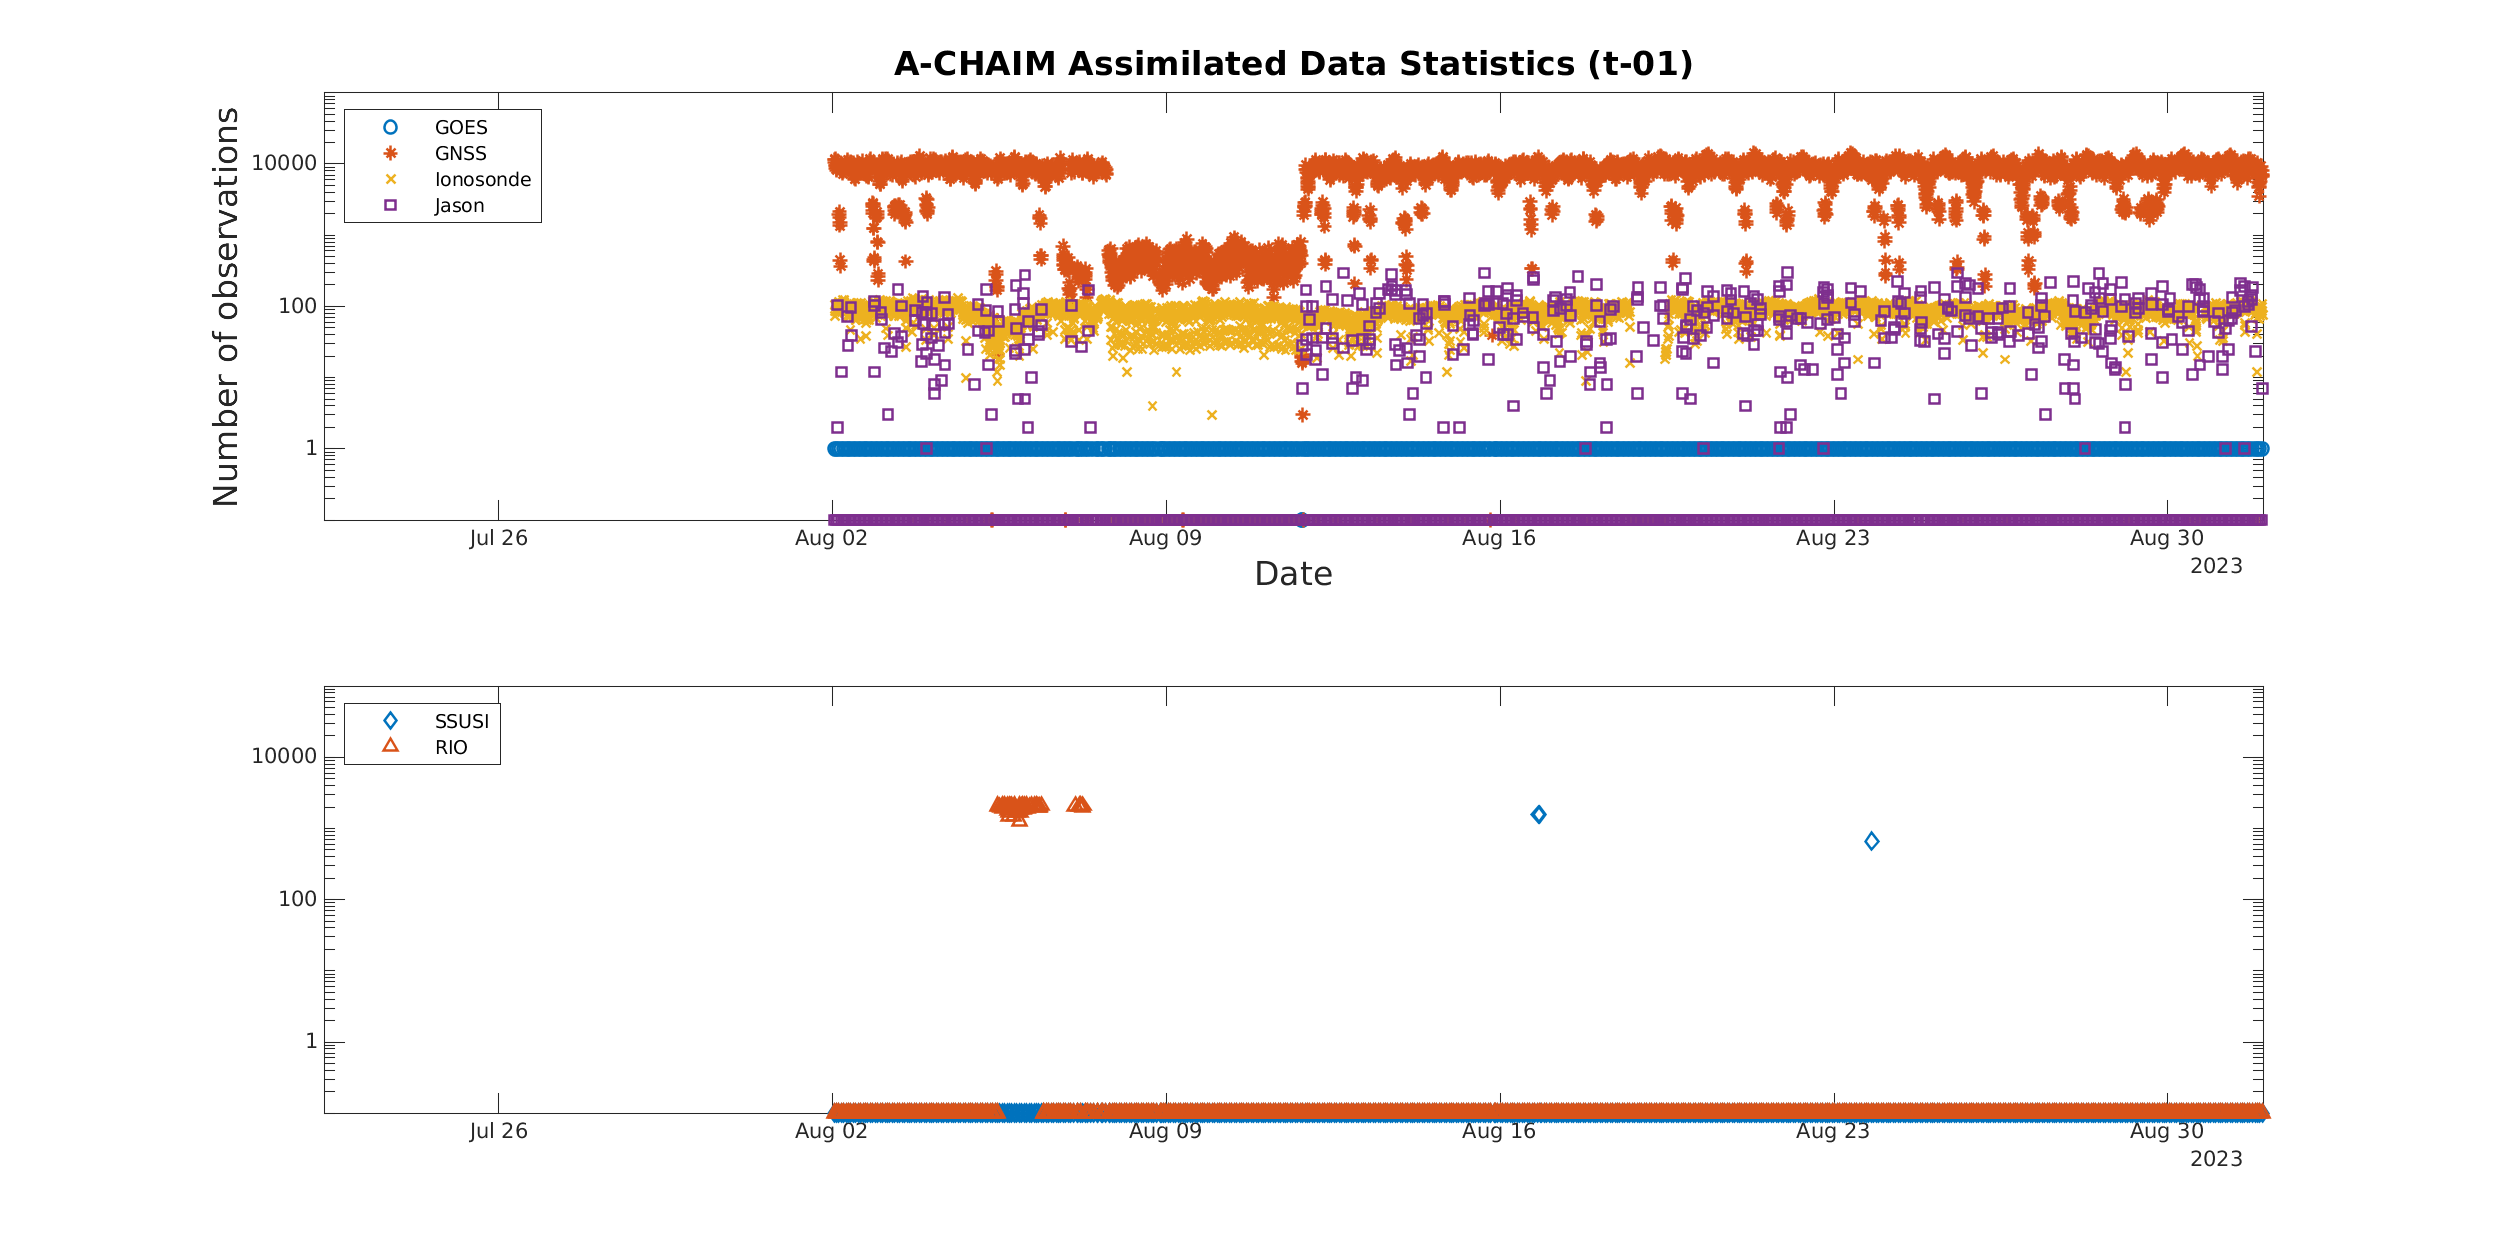 A-CHAIM Assimilated Data Statistics (t-01)
Number of observations
10000
100
1
GOES
GNSS
Ionosonde
Jason
Jul 26
Aug 02
Aug 09
Aug 16
Aug 23
Aug 30
2023
Date
10000
100
1
SSUSI
RIO
Jul 26
Aug 02
Aug 09
Aug 16
Aug 23
Aug 30
2023